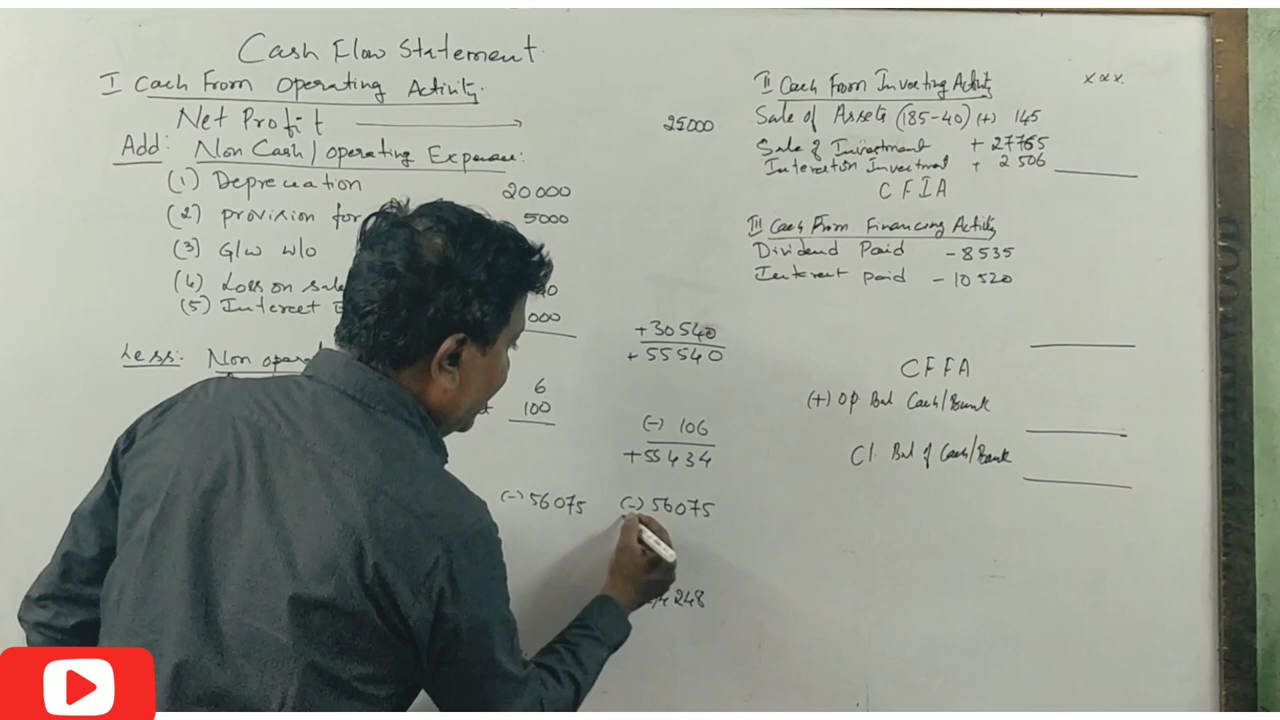 Cash Flow Statement
I Cash From Operating Activity
Net Profit 25000
Add: Non Cash/operating Expense:
(1) Depreciation 20000
(2) provision for 5000
(3) G/w w/o
(4) Loss on sale
(5) Interest
000
+30540
+55540
Less: Non opera
6
100
(-) 106
+55434
(-) 56075 (-) 56075
248
II Cash From Investing Activity xxx
Sale of Assets (185-40) (+) 145
Sale of Investment + 27765
Interest on Investment + 2506
CFIA
III Cash From Financing Activity
Dividend Paid - 8535
Interest paid - 10520
CFFA
(+) Op Bal Cash/Bank
Cl. Bal of Cash/Bank